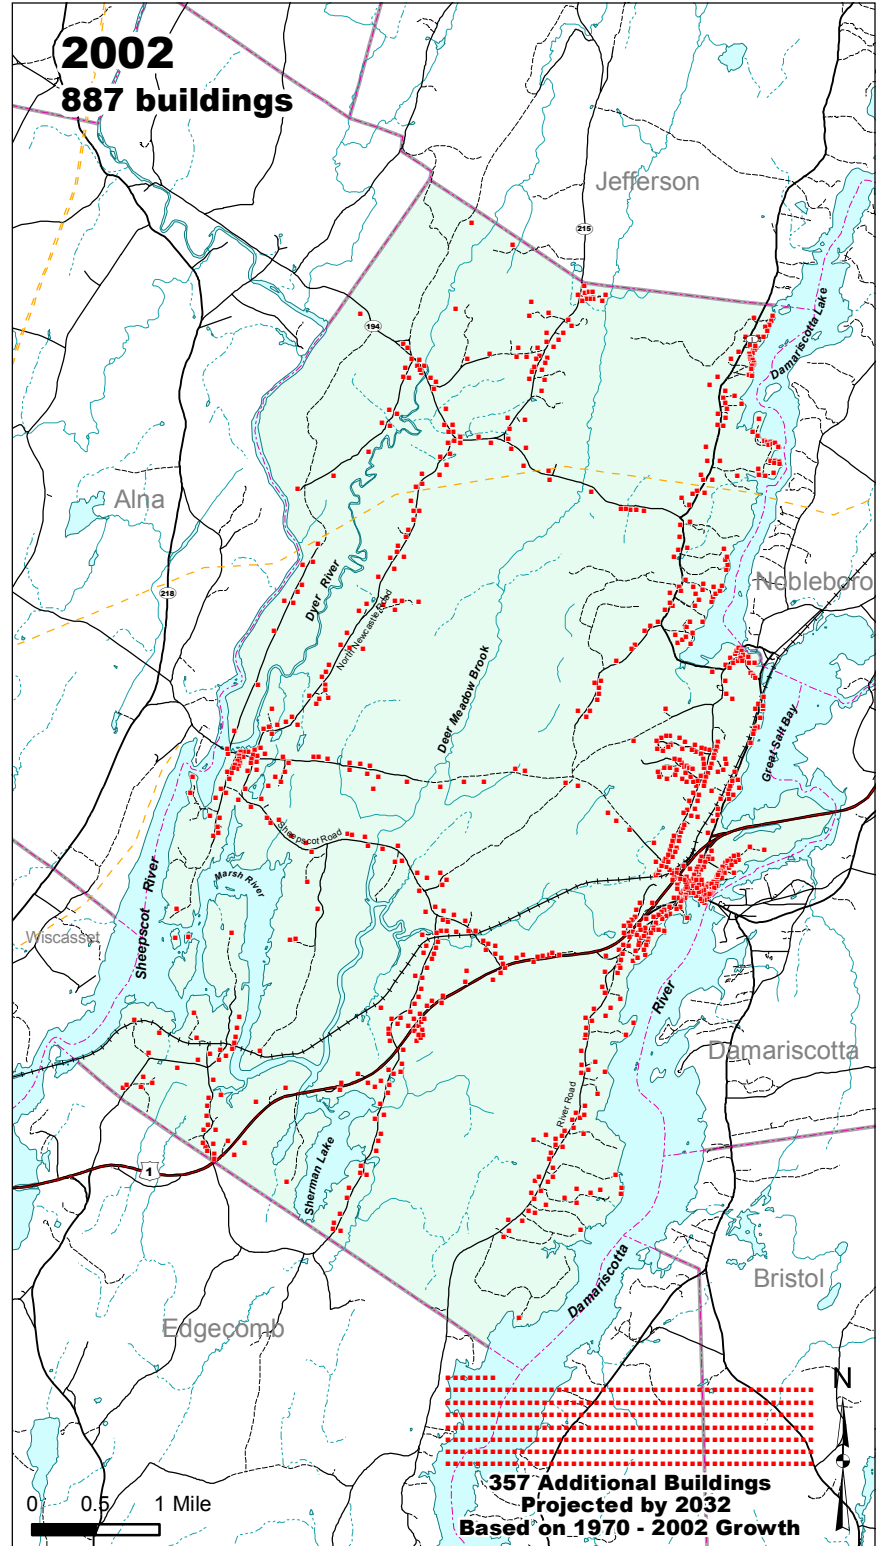 2002
887 buildings
Jefferson
215
Damariscotta Lake
194
1
Alna
218
Dyer River
North Newcastle Road
Nobleboro
Deer Meadow Brook
Great Salt Bay
Sheepscot Road
Marsh River
Sheepscot River
Wiscasset
River
Damariscotta
River Road
1
Sherman Lake
Damariscotta
Bristol
Edgecomb
N
357 Additional Buildings
Projected by 2032
Based on 1970 - 2002 Growth
0 0.5 1 Mile